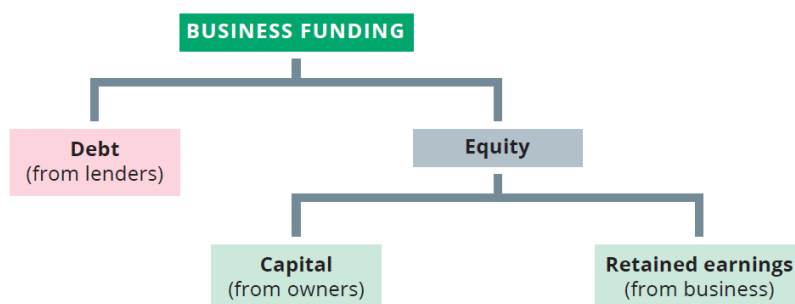 BUSINESS FUNDING
Debt
(from lenders)
Equity
Capital
(from owners)
Retained earnings
(from business)